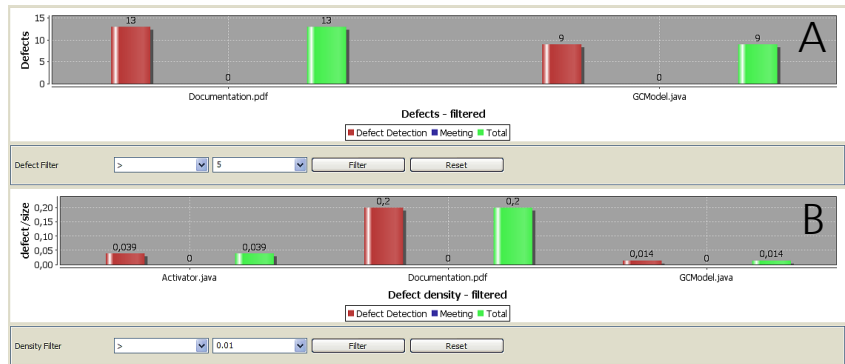 A
15
10
5
0
Defects
13
0
13
9
0
9
Documentation.pdf
GCModel.java
Defects - filtered
Defect Detection Meeting Total
Defect Filter > 5 Filter Reset
B
0,20
0,15
0,10
0,05
0,00
defect/size
0,039
0
0,039
0,2
0
0,2
0,014
0
0,014
Activator.java
Documentation.pdf
GCModel.java
Defect density - filtered
Defect Detection Meeting Total
Density Filter > 0.01 Filter Reset